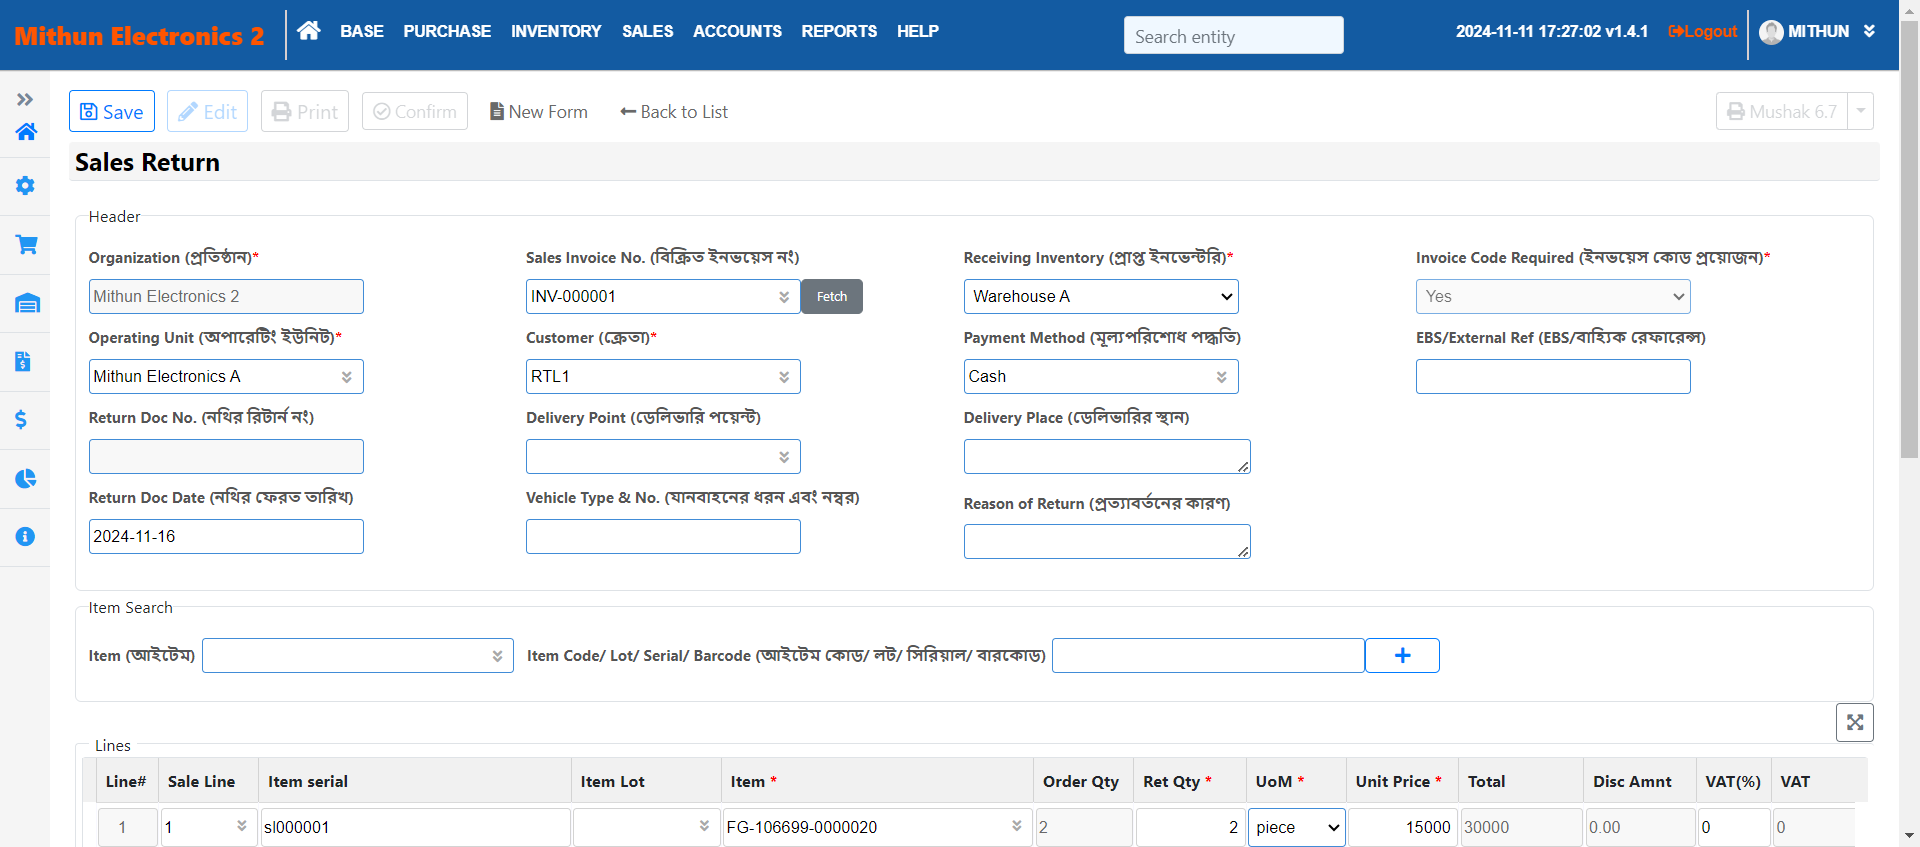 Mithun Electronics 2 BASE PURCHASE INVENTORY SALES ACCOUNTS REPORTS HELP Search entity 2024-11-11 17:27:02 v1.4.1 Logout MITHUN
Save Edit Print Confirm New Form Back to List Mushak 6.7
Sales Return
Header
Organization (প্রতিষ্ঠান)* Sales Invoice No. (বিক্রিত ইনভয়েস নং) Receiving Inventory (প্রাপ্ত ইনভেন্টরি)* Invoice Code Required (ইনভয়েস কোড প্রয়োজন)*
Mithun Electronics 2 INV-000001 Fetch Warehouse A Yes
Operating Unit (অপারেটিং ইউনিট)* Customer (ক্রেতা)* Payment Method (মূল্যপরিশোধ পদ্ধতি) EBS/External Ref (EBS/বাহ্যিক রেফারেন্স)
Mithun Electronics A RTL1 Cash
Return Doc No. (নথির রিটার্ন নং) Delivery Point (ডেলিভারি পয়েন্ট) Delivery Place (ডেলিভারির স্থান)
Return Doc Date (নথির ফেরত তারিখ) Vehicle Type & No. (যানবাহনের ধরন এবং নম্বর) Reason of Return (প্রত্যাবর্তনের কারণ)
2024-11-16
Item Search
Item (আইটেম) Item Code/ Lot/ Serial/ Barcode (আইটেম কোড/ লট/ সিরিয়াল/ বারকোড)
Lines
Line# Sale Line Item serial Item Lot Item * Order Qty Ret Qty * UoM * Unit Price * Total Disc Amnt VAT(%) VAT
1 1 sl000001 FG-106699-0000020 2 2 piece 15000 30000 0.00 0 0